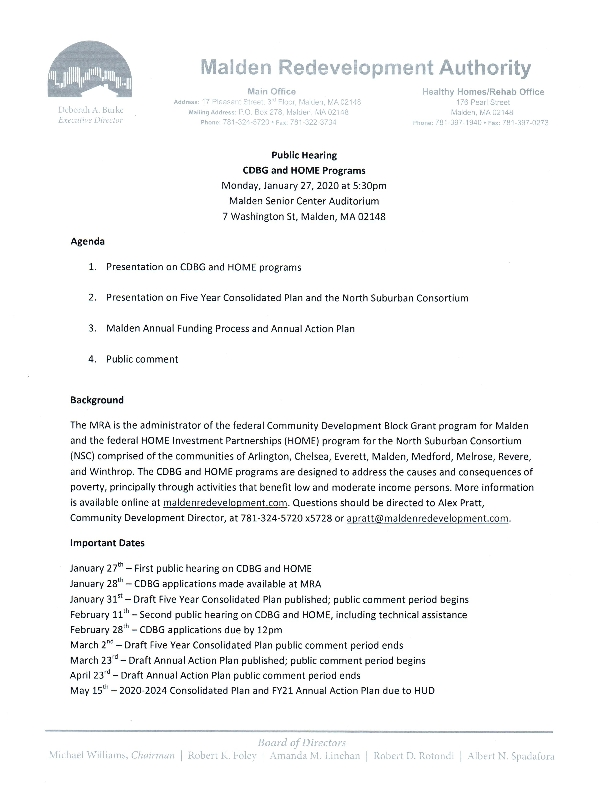 Malden Redevelopment Authority
Deborah A. Burke
Executive Director
Main Office
Address: 17 Pleasant Street, 3rd Floor, Malden, MA 02148
Mailing Address: P.O. Box 278, Malden, MA 02148
Phone: 781-324-5720 • Fax: 781-322-3734
Healthy Homes/Rehab Office
176 Pearl Street
Malden, MA 02148
Phone: 781-397-1940 • Fax: 781-397-0273
Public Hearing
CDBG and HOME Programs
Monday, January 27, 2020 at 5:30pm
Malden Senior Center Auditorium
7 Washington St, Malden, MA 02148
Agenda
1. Presentation on CDBG and HOME programs
2. Presentation on Five Year Consolidated Plan and the North Suburban Consortium
3. Malden Annual Funding Process and Annual Action Plan
4. Public comment
Background
The MRA is the administrator of the federal Community Development Block Grant program for Malden
and the federal HOME Investment Partnerships (HOME) program for the North Suburban Consortium
(NSC) comprised of the communities of Arlington, Chelsea, Everett, Malden, Medford, Melrose, Revere,
and Winthrop. The CDBG and HOME programs are designed to address the causes and consequences of
poverty, principally through activities that benefit low and moderate income persons. More information
is available online at maldenredevelopment.com. Questions should be directed to Alex Pratt,
Community Development Director, at 781-324-5720 x5728 or apratt@maldenredevelopment.com.
Important Dates
January 27th – First public hearing on CDBG and HOME
January 28th – CDBG applications made available at MRA
January 31st – Draft Five Year Consolidated Plan published; public comment period begins
February 11th – Second public hearing on CDBG and HOME, including technical assistance
February 28th – CDBG applications due by 12pm
March 2nd – Draft Five Year Consolidated Plan public comment period ends
March 23rd – Draft Annual Action Plan published; public comment period begins
April 23rd – Draft Annual Action Plan public comment period ends
May 15th – 2020-2024 Consolidated Plan and FY21 Annual Action Plan due to HUD
Board of Directors
Michael Williams, Chairman | Robert K. Foley Amanda M. Linehan | Robert D. Rotondi | Albert N. Spadafora